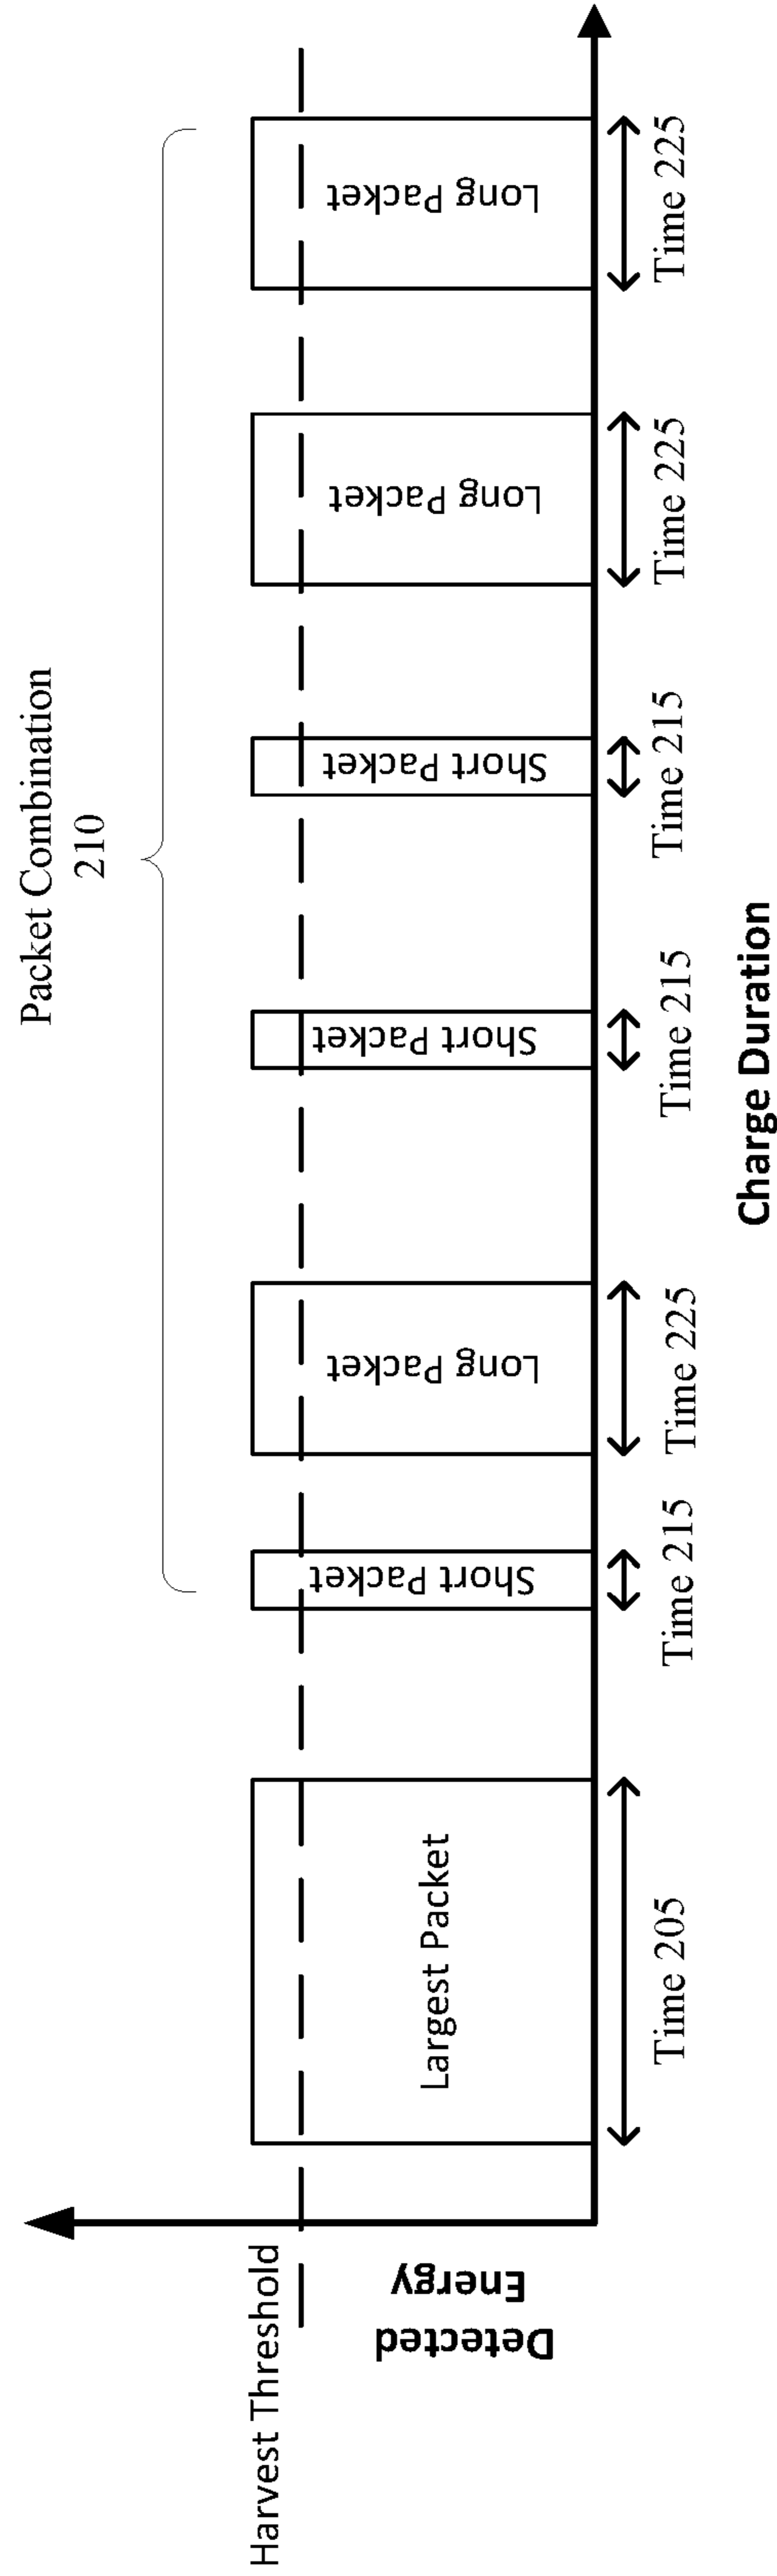 Packet Combination
210
Harvest Threshold
Detected
Energy
Largest Packet
Short Packet
Long Packet
Short Packet
Short Packet
Long Packet
Long Packet
Time 205
Time 215
Time 225
Time 215
Time 215
Time 225
Time 225
Charge Duration